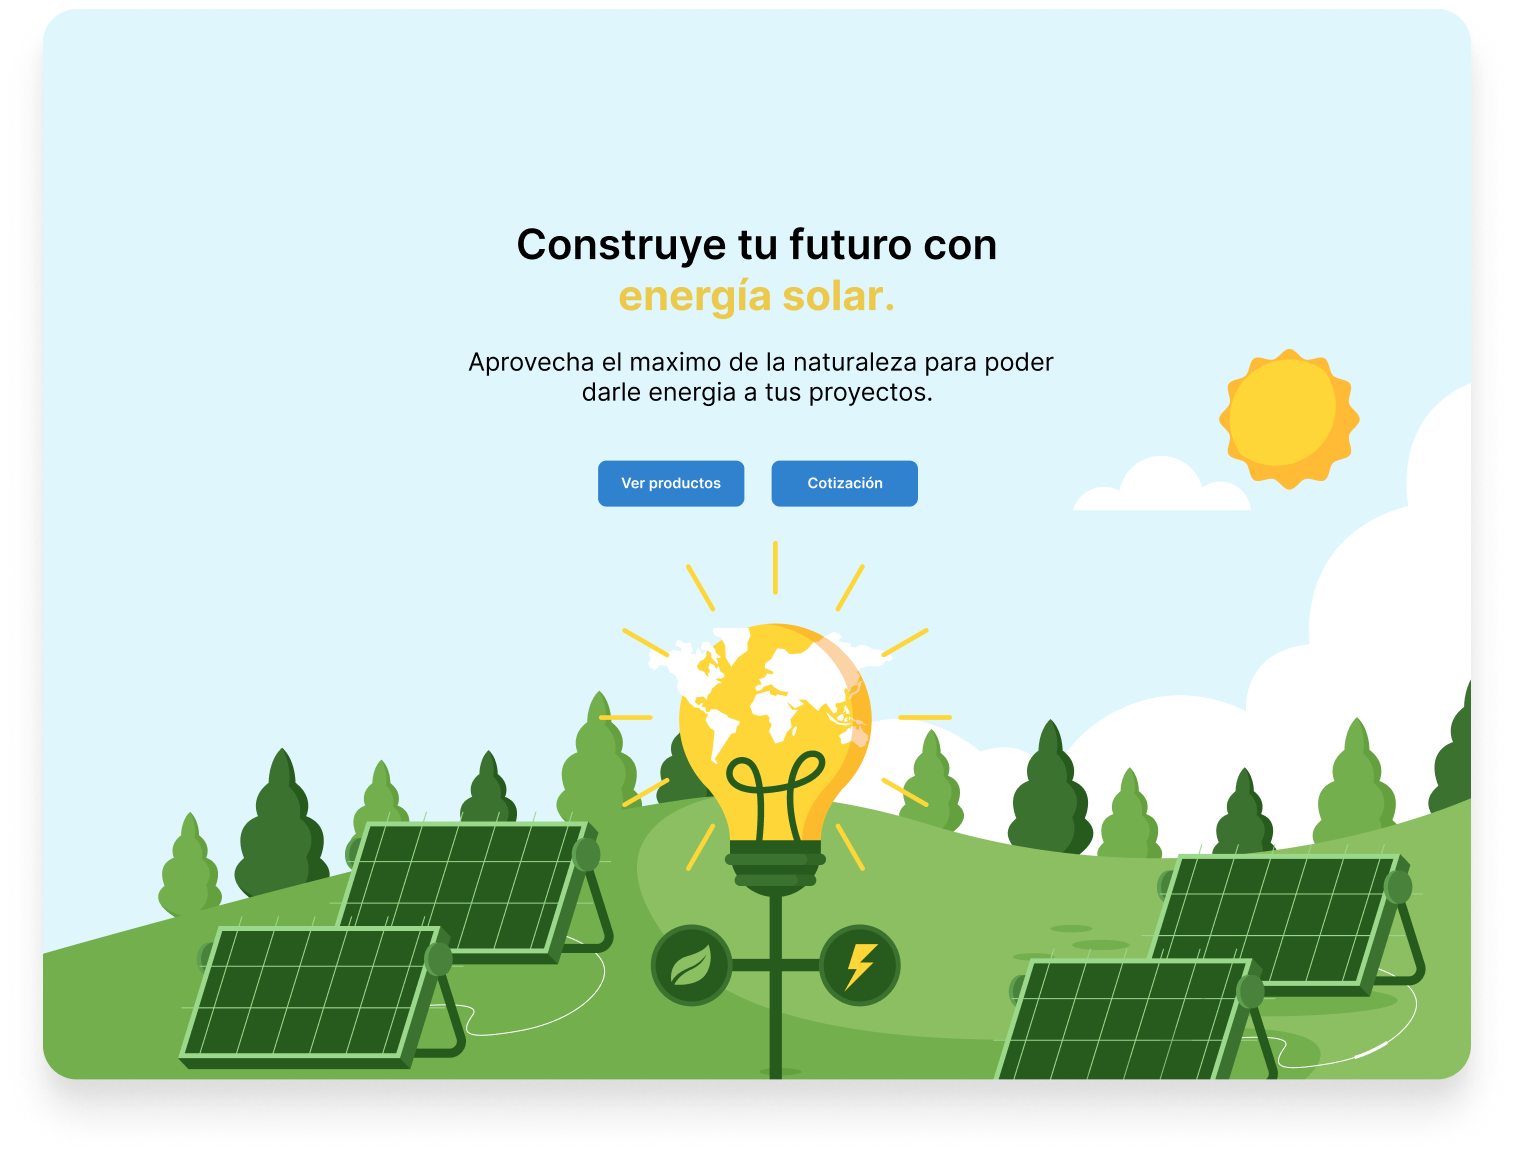 Construye tu futuro con
energía solar.
Aprovecha el maximo de la naturaleza para poder
darle energia a tus proyectos.
Ver productos
Cotización